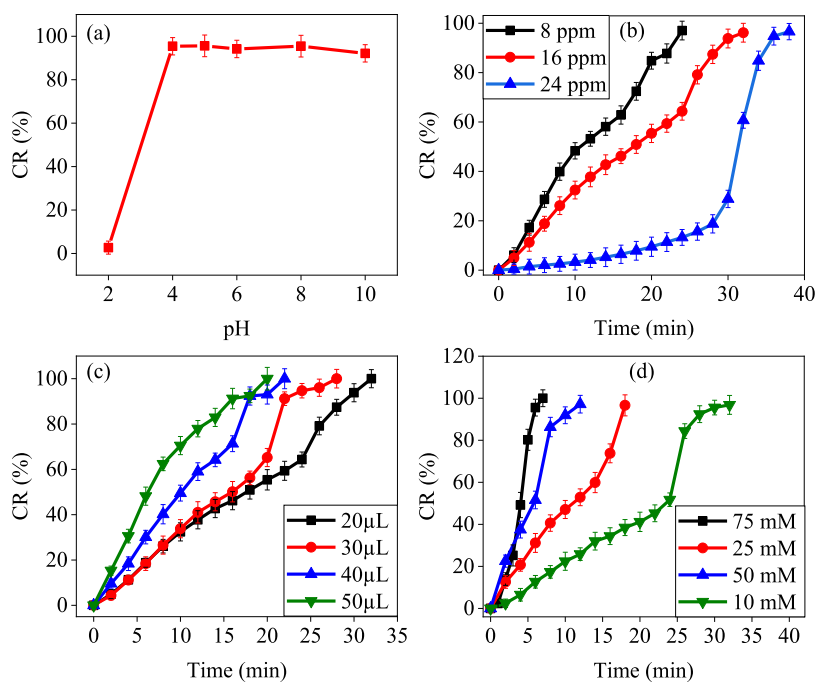 (a)
CR (%)
100
80
60
40
20
0
2 4 6 8 10
pH
(b)
8 ppm
16 ppm
24 ppm
CR (%)
100
80
60
40
20
0
0 10 20 30 40
Time (min)
(c)
CR (%)
100
80
60
40
20
0
20µL
30µL
40µL
50µL
0 5 10 15 20 25 30 35
Time (min)
(d)
CR (%)
120
100
80
60
40
20
0
75 mM
25 mM
50 mM
10 mM
0 5 10 15 20 25 30 35 40
Time (min)